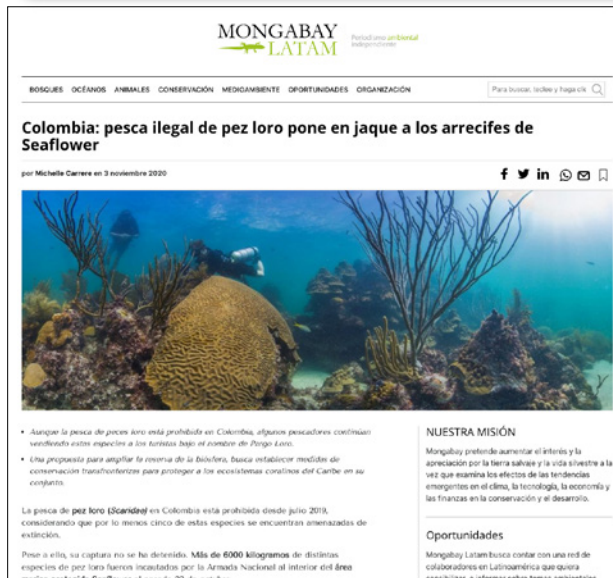 MONGABAY
LATAM
Periodismo ambiental
independiente
BOSQUES OCÉANOS ANIMALES CONSERVACIÓN MEDIOAMBIENTE OPORTUNIDADES ORGANIZACIÓN
Para buscar, teclee y haga clic
Colombia: pesca ilegal de pez loro pone en jaque a los arrecifes de
Seaflower
por Michelle Carrere en 3 noviembre 2020
• Aunque la pesca de peces loro está prohibida en Colombia, algunos pescadores continúan
vendiendo estas especies a los turistas bajo el nombre de Pargo Loro.
• Una propuesta para ampliar la reserva de la biósfera, busca establecer medidas de
conservación transfronterizas para proteger a los ecosistemas coralinos del Caribe en su
conjunto.
La pesca de pez loro (Scaridae) en Colombia está prohibida desde julio 2019,
considerando que por lo menos cinco de estas especies se encuentran amenazadas de
extinción.
Pese a ello, su captura no se ha detenido. Más de 6000 kilogramos de distintas
especies de pez loro fueron incautados por la Armada Nacional al interior del área
NUESTRA MISIÓN
Mongabay pretende aumentar el interés y la
apreciación por la tierra salvaje y la vida silvestre a la
vez que examina los efectos de las tendencias
emergentes en el clima, la tecnología, la economía y
las finanzas en la conservación y el desarrollo.
Oportunidades
Mongabay Latam busca contar con una red de
colaboradores en Latinoamérica que quiera